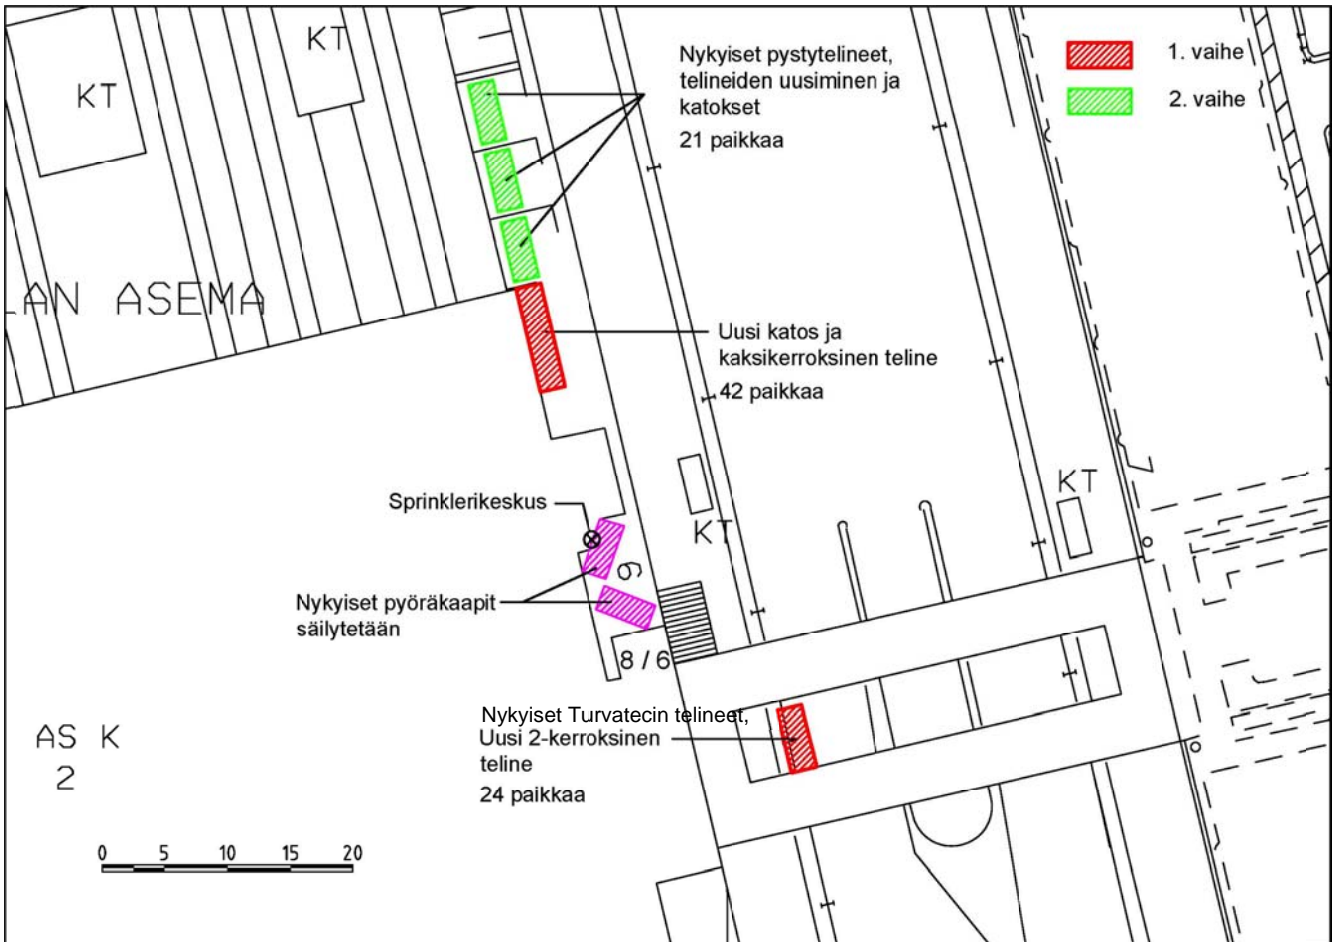 KT
KT
Nykyiset pystytelineet,
telineiden uusiminen ja
katokset
21 paikkaa
1. vaihe
2. vaihe
LAN ASEMA
Uusi katos ja
kaksikerroksinen teline
42 paikkaa
Sprinklerikeskus
KT
KT
6
Nykyiset pyöräkaapit
säilytetään
8 / 6
Nykyiset Turvatecin telineet,
Uusi 2-kerroksinen
teline
24 paikkaa
AS K
2
0 5 10 15 20